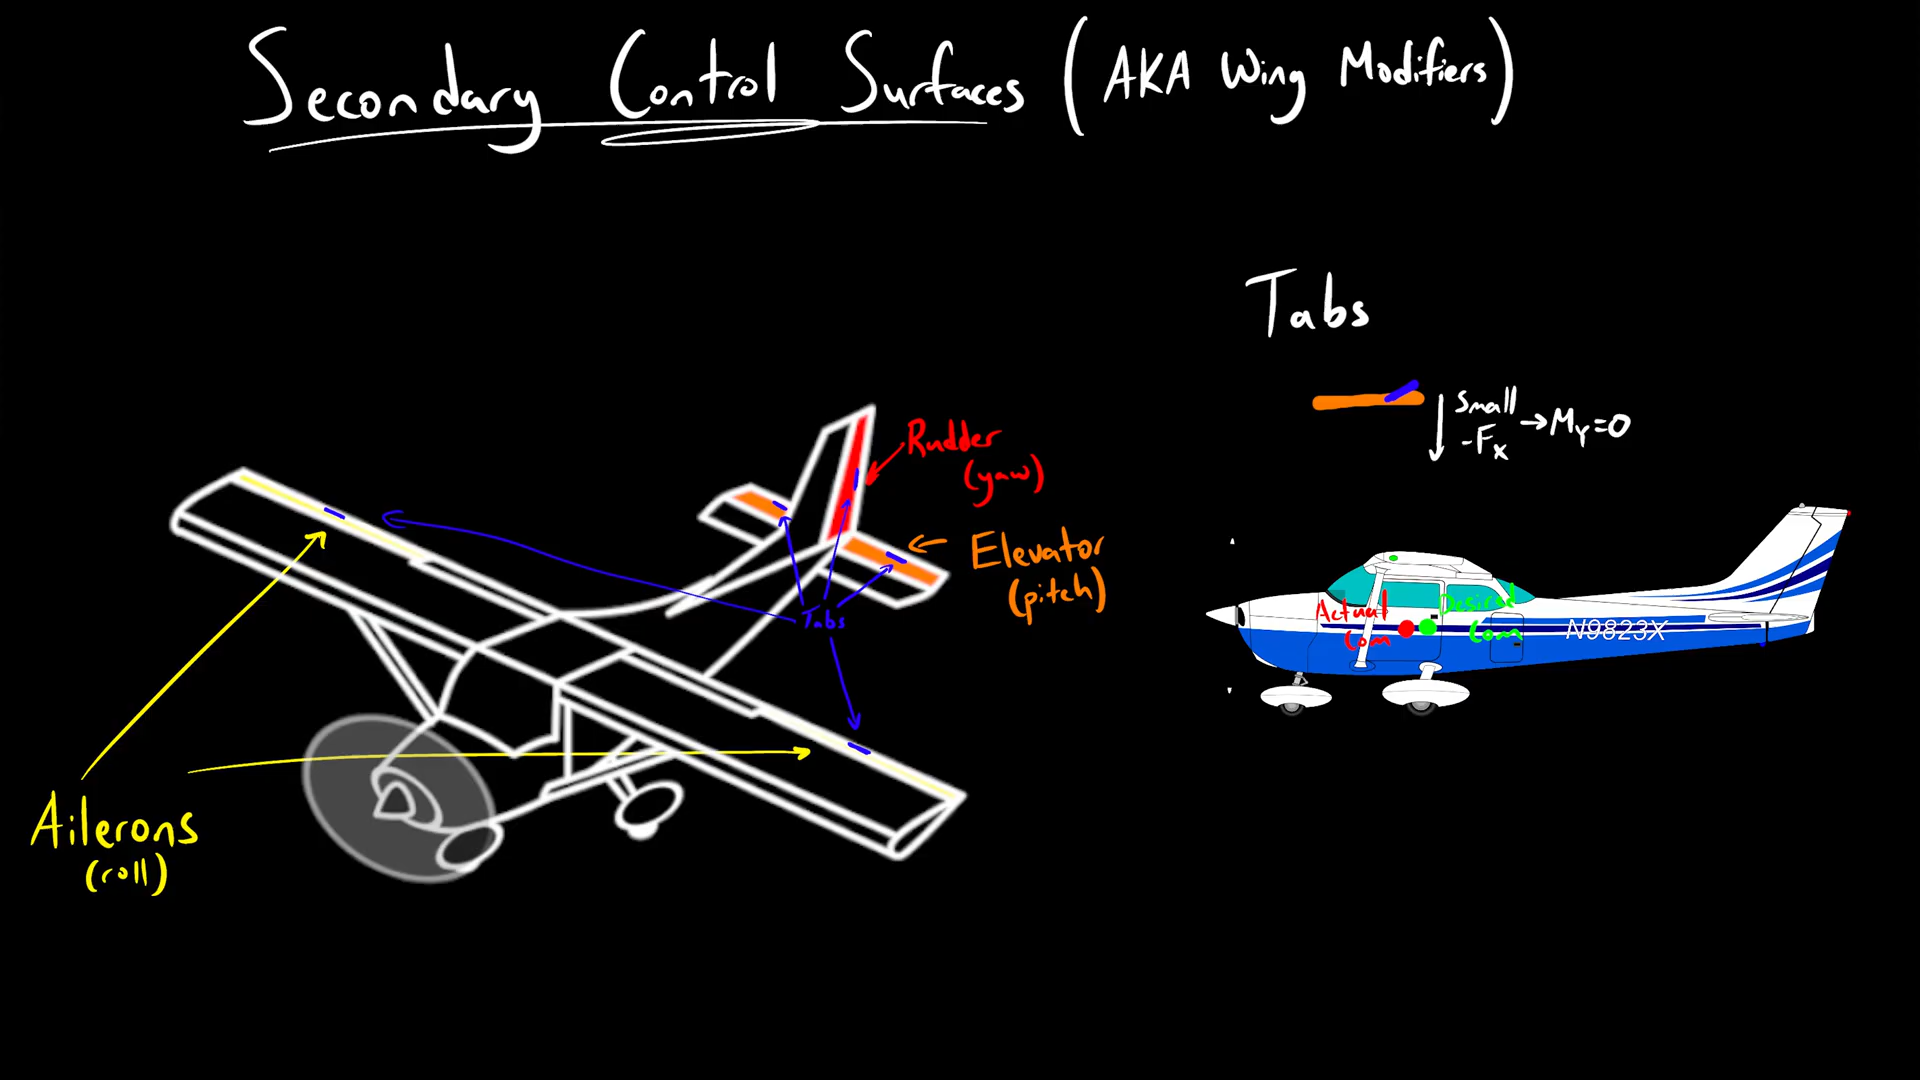 Secondary Control Surfaces (AKA Wing Modifiers)
Tabs
Small
-Fx → My=0
Rudder
(yaw)
Elevator
(pitch)
Tabs
Actual
Com
Desired
Com
N9823X
Ailerons
(roll)